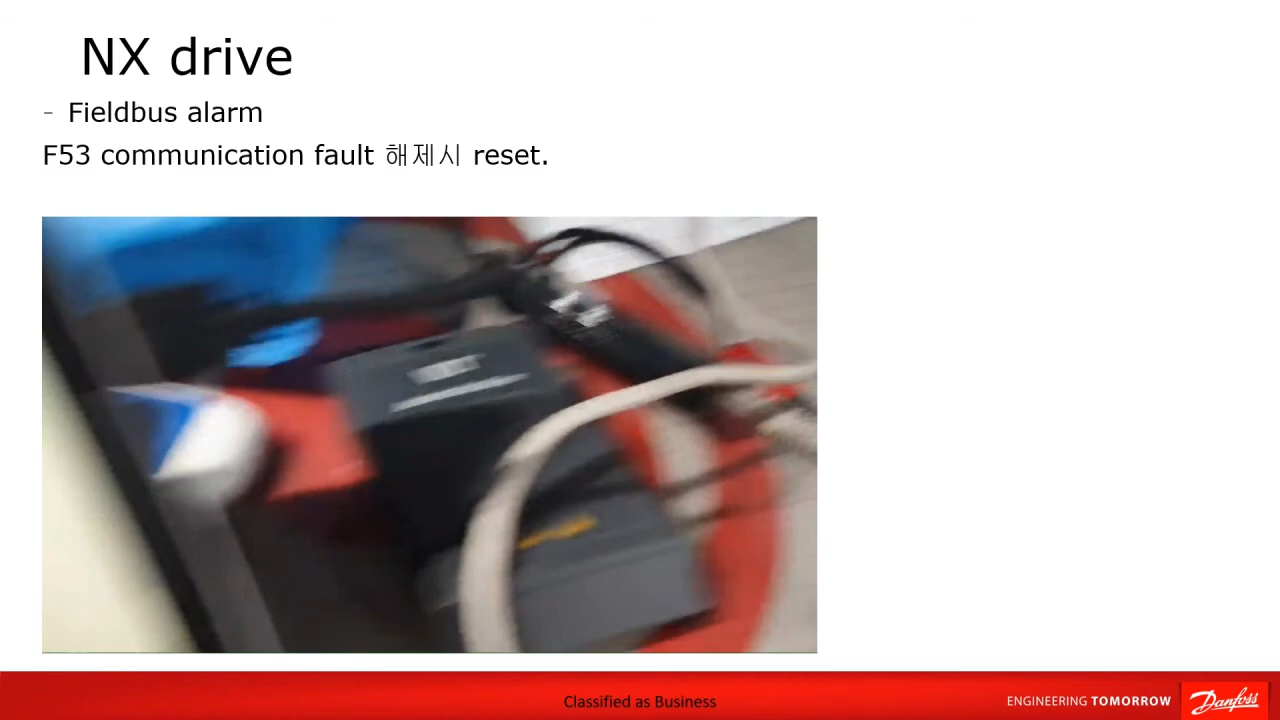 NX drive
- Fieldbus alarm
F53 communication fault 해제시 reset.
Classified as Business
ENGINEERING TOMORROW
Danfoss